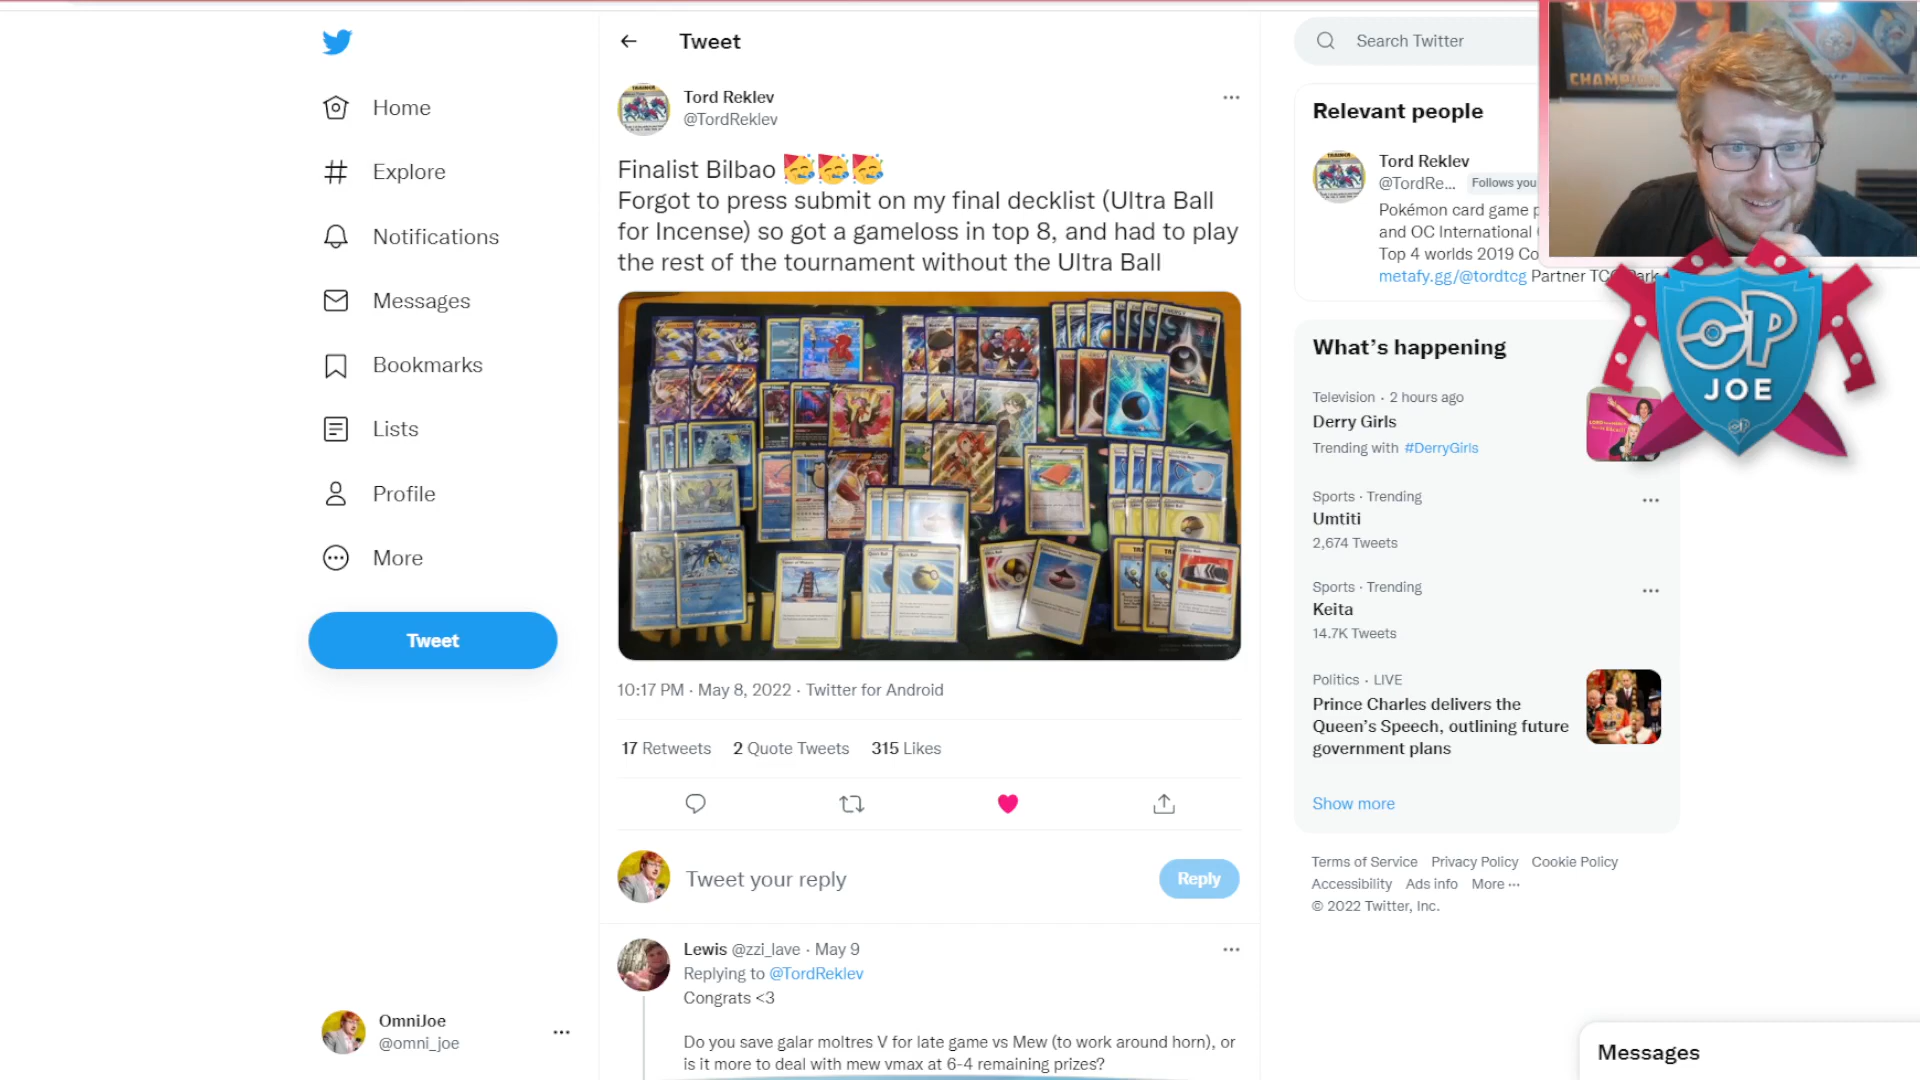 Tweet
Search Twitter
Home
Explore
Notifications
Messages
Bookmarks
Lists
Profile
More
Tweet
OmniJoe
@omni_joe
Tord Reklev
@TordReklev
Finalist Bilbao 🥳🥳🥳
Forgot to press submit on my final decklist (Ultra Ball
for Incense) so got a gameloss in top 8, and had to play
the rest of the tournament without the Ultra Ball
10:17 PM · May 8, 2022 · Twitter for Android
17 Retweets 2 Quote Tweets 315 Likes
Tweet your reply
Reply
Lewis @zzi_lave · May 9
Replying to @TordReklev
Congrats <3
Do you save galar moltres V for late game vs Mew (to work around horn), or
is it more to deal with mew vmax at 6-4 remaining prizes?
Relevant people
Tord Reklev
@TordRe... Follows you
Pokémon card game
and OC International
Top 4 worlds 2019
metafy.gg/@tordtcg Partner
What's happening
Television · 2 hours ago
Derry Girls
Trending with #DerryGirls
Sports · Trending
Umtiti
2,674 Tweets
Sports · Trending
Keita
14.7K Tweets
Politics · LIVE
Prince Charles delivers the
Queen's Speech, outlining future
government plans
Show more
Terms of Service Privacy Policy Cookie Policy
Accessibility Ads info More ···
© 2022 Twitter, Inc.
Messages
OP
JOE